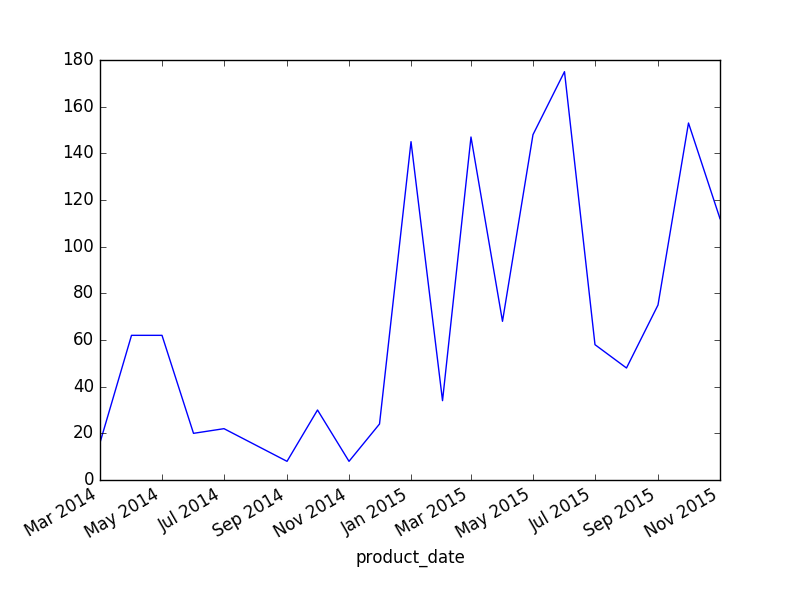 180
160
140
120
100
80
60
40
20
0
Mar 2014
May 2014
Jul 2014
Sep 2014
Nov 2014
Jan 2015
Mar 2015
May 2015
Jul 2015
Sep 2015
Nov 2015
product_date